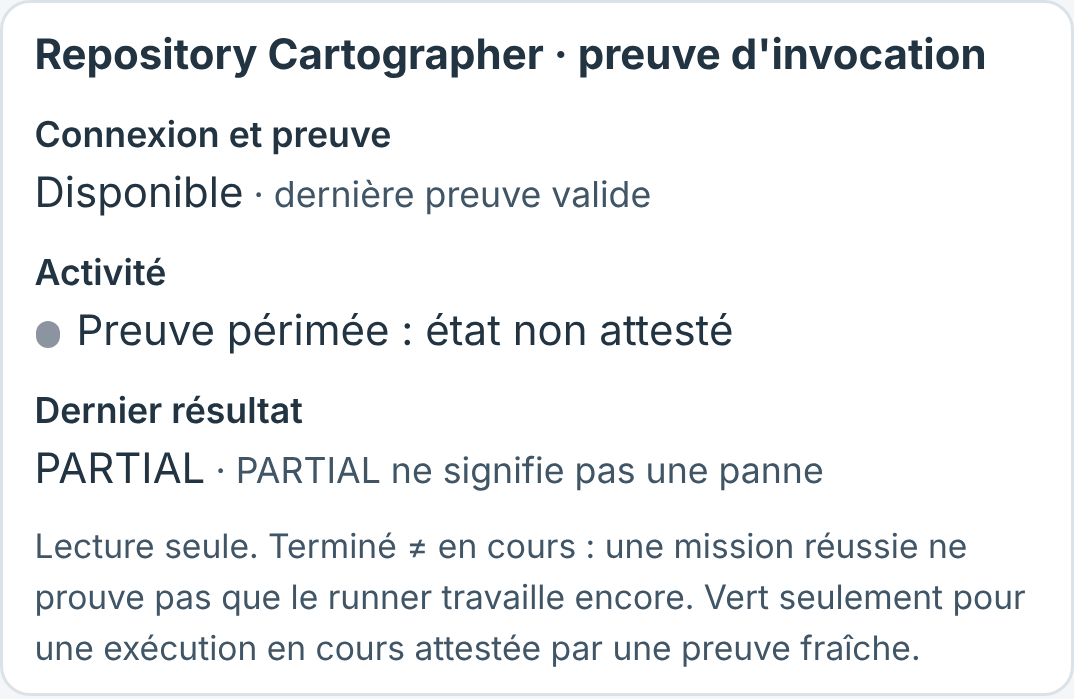 Repository Cartographer · preuve d'invocation
Connexion et preuve
Disponible · dernière preuve valide
Activité
Preuve périmée : état non attesté
Dernier résultat
PARTIAL · PARTIAL ne signifie pas une panne
Lecture seule. Terminé ≠ en cours : une mission réussie ne
prouve pas que le runner travaille encore. Vert seulement pour
une exécution en cours attestée par une preuve fraîche.